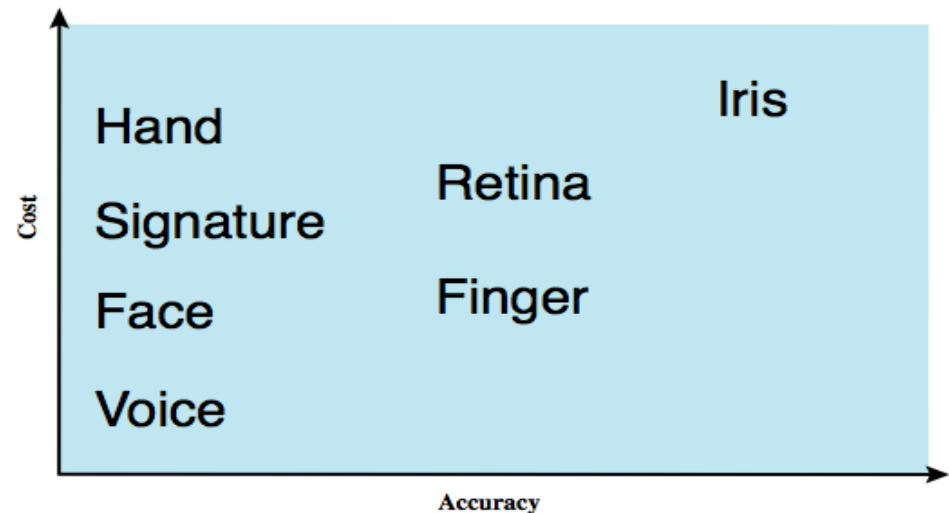 Iris
Hand
Retina
Signature
Finger
Face
Voice
Cost
Accuracy